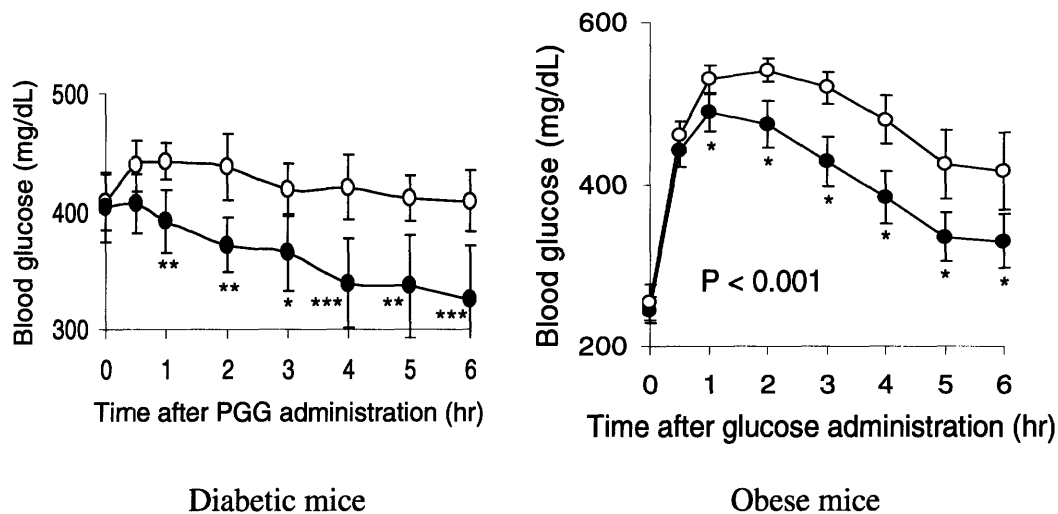 Blood glucose (mg/dL)
500
400
300
** ** * *** ** ***
0 1 2 3 4 5 6
Time after PGG administration (hr)
Diabetic mice
Blood glucose (mg/dL)
600
400
200
* * * * * *
P < 0.001
0 1 2 3 4 5 6
Time after glucose administration (hr)
Obese mice